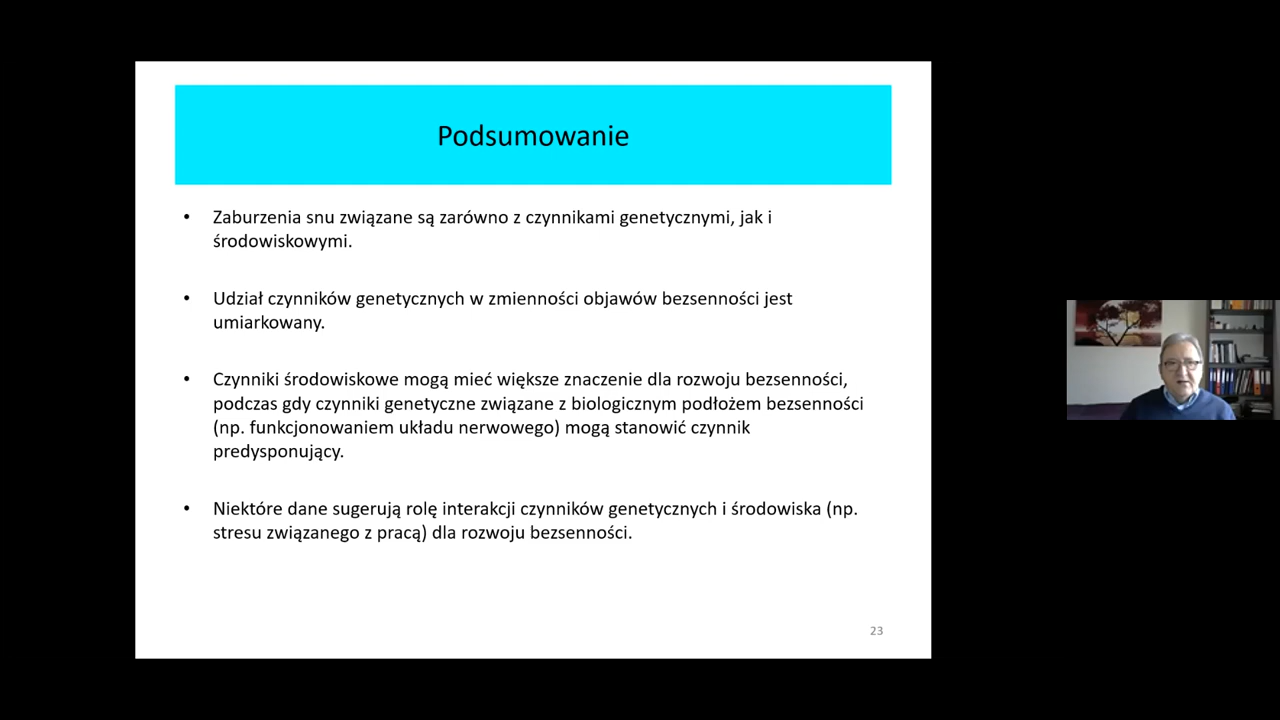 Podsumowanie
• Zaburzenia snu związane są zarówno z czynnikami genetycznymi, jak i
środowiskowymi.
• Udział czynników genetycznych w zmienności objawów bezsenności jest
umiarkowany.
• Czynniki środowiskowe mogą mieć większe znaczenie dla rozwoju bezsenności,
podczas gdy czynniki genetyczne związane z biologicznym podłożem bezsenności
(np. funkcjonowaniem układu nerwowego) mogą stanowić czynnik
predysponujący.
• Niektóre dane sugerują rolę interakcji czynników genetycznych i środowiska (np.
stresu związanego z pracą) dla rozwoju bezsenności.
23